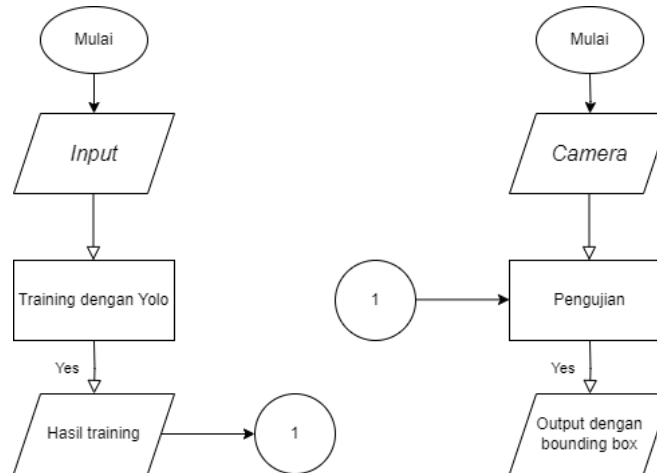 Mulai
Input
Training dengan Yolo
Yes
Hasil training
1
Mulai
Camera
1
Pengujian
Yes
Output dengan
bounding box